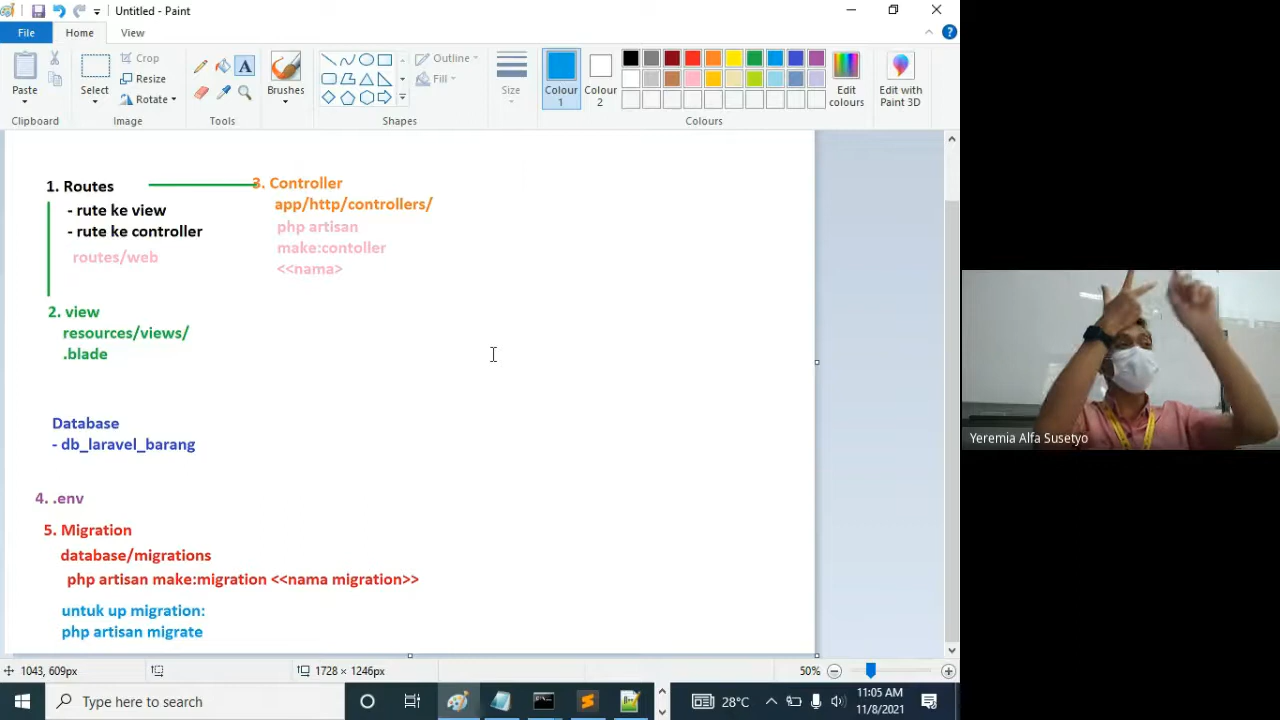 Untitled - Paint
File
Home
View
Paste
Clipboard
Select
Crop
Resize
Rotate
Image
A
Tools
Brushes
Outline
Fill
Shapes
Size
Colour 1
Colour 2
Edit colours
Colours
Edit with Paint 3D
1. Routes
- rute ke view
- rute ke controller
routes/web
3. Controller
app/http/controllers/
php artisan
make:contoller
<<nama>
2. view
resources/views/
.blade
Database
- db_laravel_barang
4. .env
5. Migration
database/migrations
php artisan make:migration <<nama migration>>
untuk up migration:
php artisan migrate
Yeremia Alfa Susetyo
1043, 609px
1728 × 1246px
50%
Type here to search
28°C
11:05 AM
11/8/2021